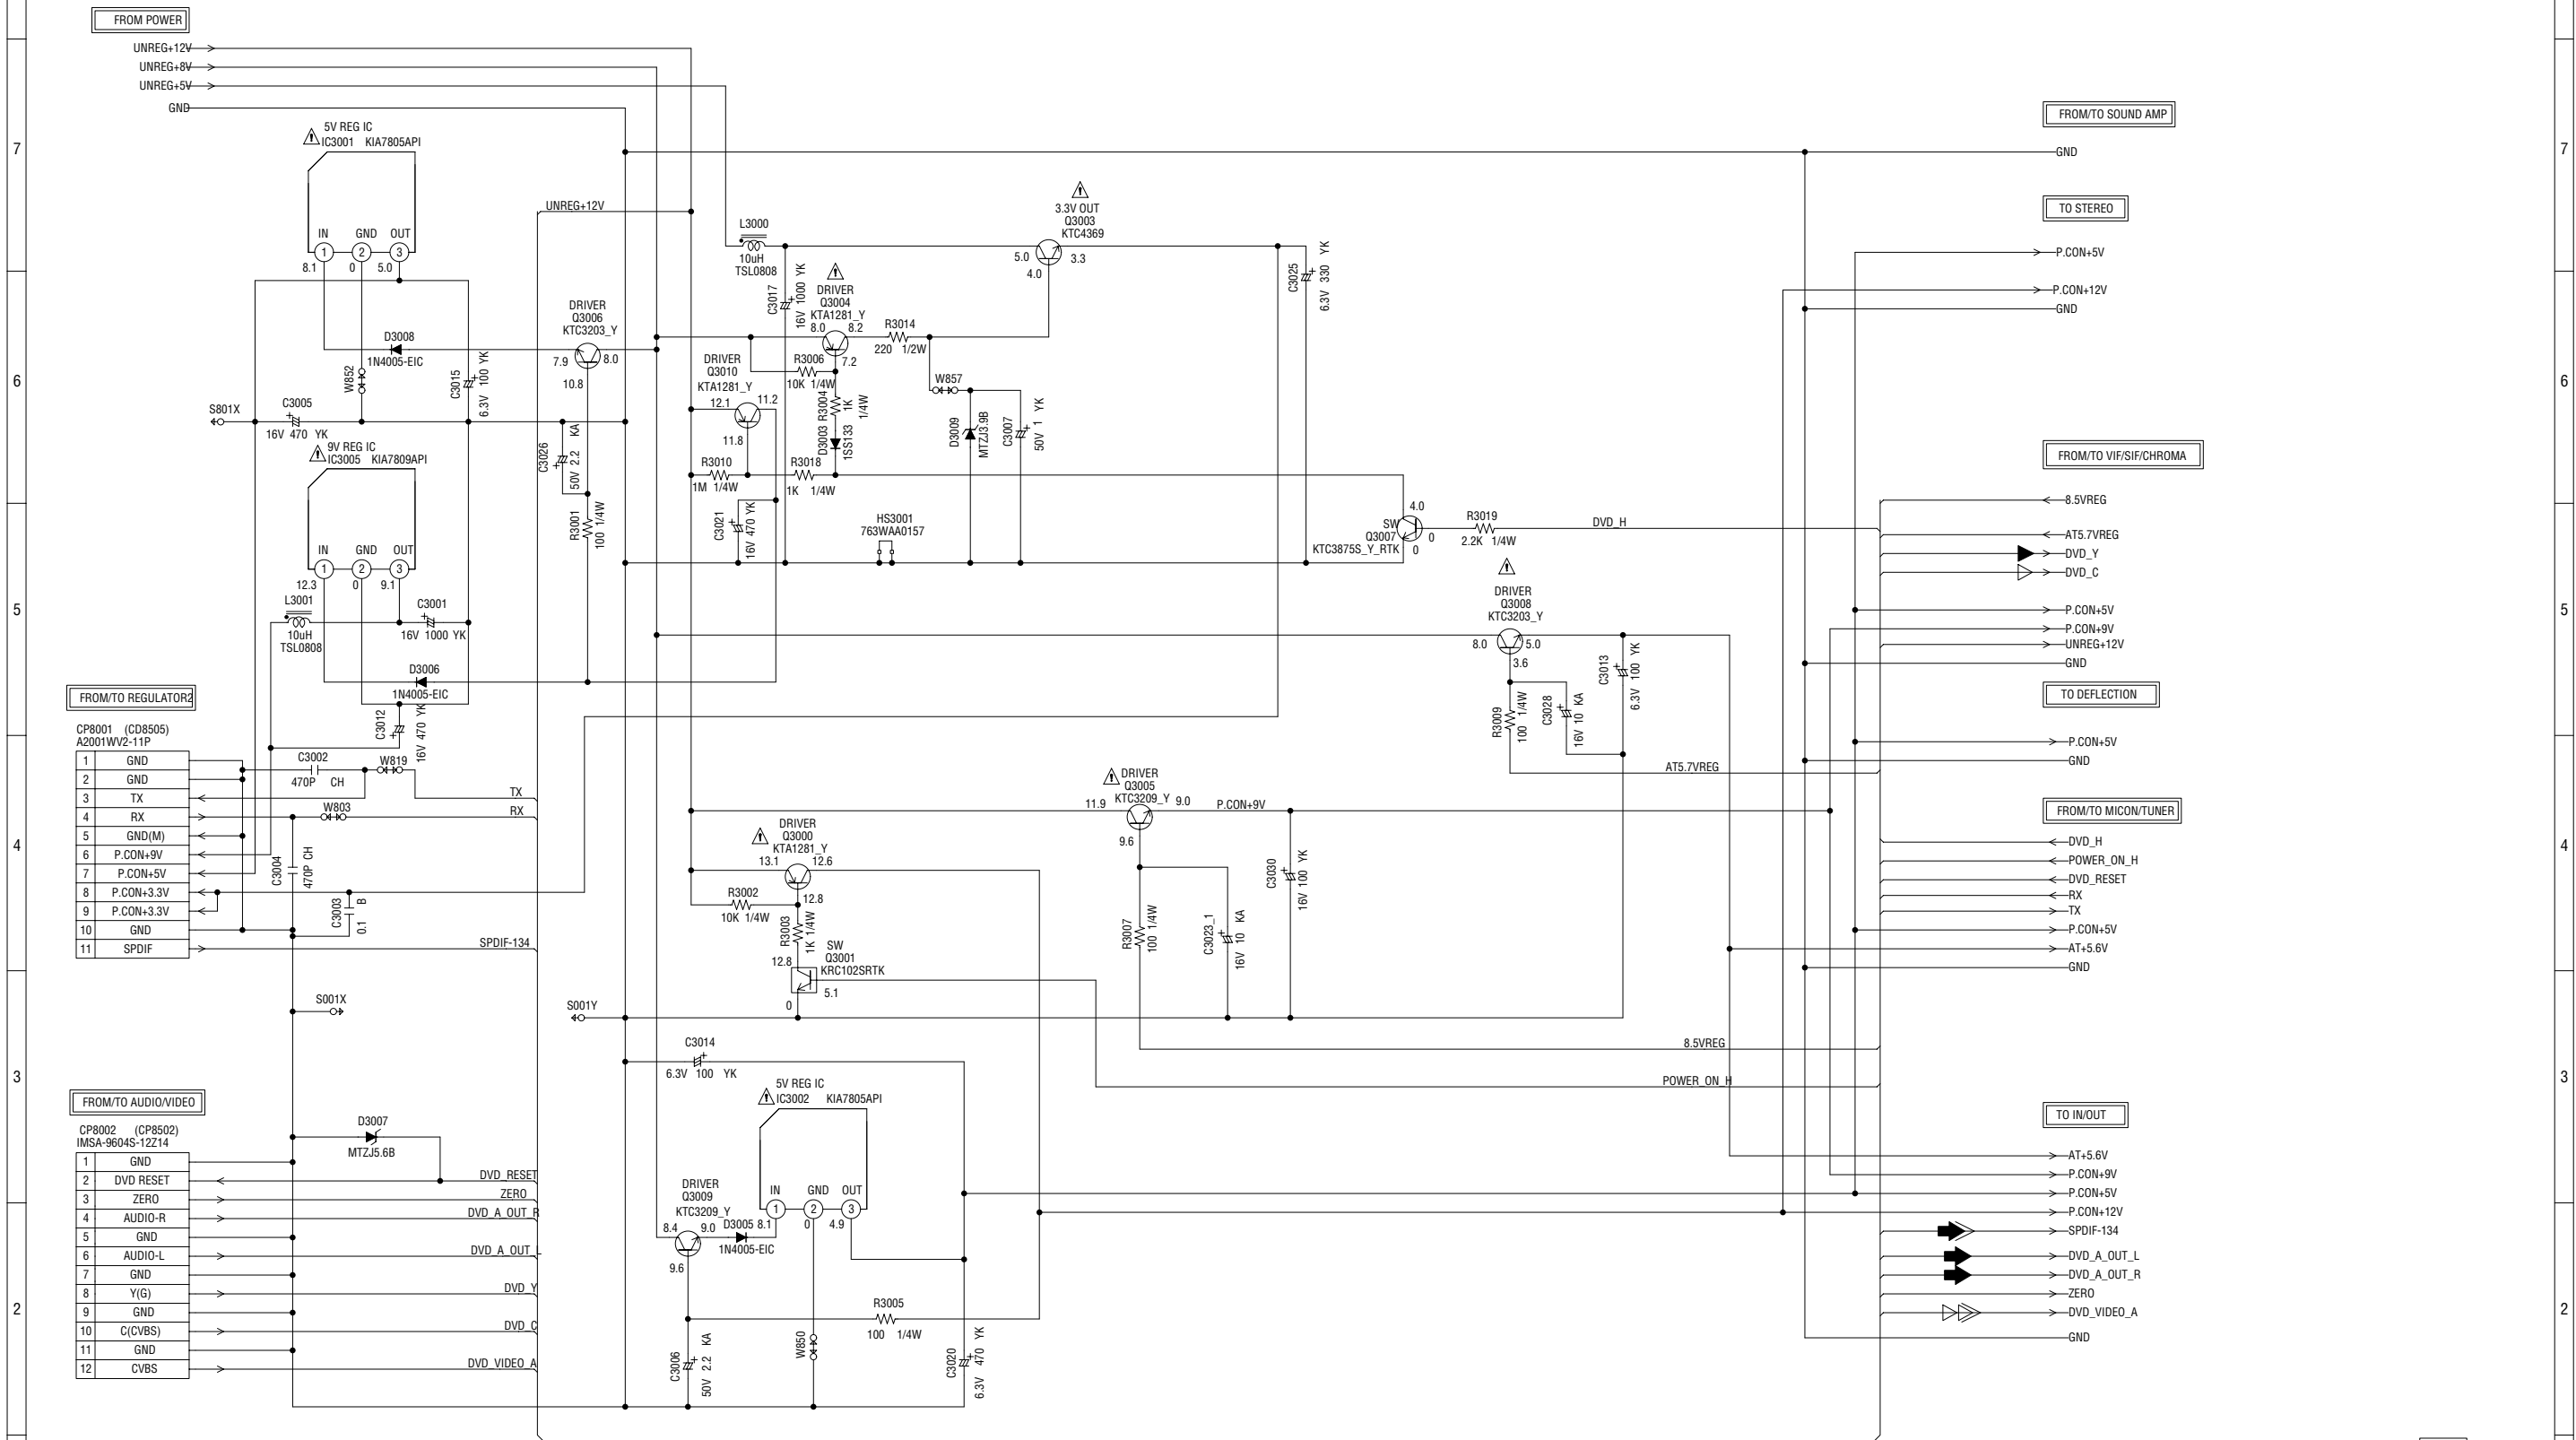 FROM POWER
UNREG+12V
UNREG+8V
UNREG+5V
GND
5V REG IC
IC3001 KIA7805API
IN GND OUT
1 2 3
8.1 0 5.0
D3008
1N4005-EIC
W852
C3015
6.3V 100 YK
S801X
C3005
16V 470 YK
9V REG IC
IC3005 KIA7809API
IN GND OUT
1 2 3
12.3 0 9.1
L3001
10uH
TSL0808
C3001
16V 1000 YK
D3006
1N4005-EIC
C3012
16V 470 YK
UNREG+12V
DRIVER
Q3006
KTC3203_Y
7.9 8.0
10.8
C3026
50V 2.2 KA
R3001
100 1/4W
L3000
10uH
TSL0808
C3017
16V 1000 YK
DRIVER
Q3004
KTA1281_Y
8.0 8.2
7.2
R3014
220 1/2W
R3006
10K 1/4W
R3004
1K
1/4W
D3003
1SS133
DRIVER
Q3010
KTA1281_Y
12.1 11.2
11.8
R3010
1M 1/4W
R3018
1K 1/4W
C3021
16V 470 YK
HS3001
763WAA0157
W857
D3009
MTZJ3.9B
C3007
50V 1 YK
3.3V OUT
Q3003
KTC4369
5.0 3.3
4.0
C3025
6.3V 330 YK
4.0
SW
Q3007
KTC3875S_Y_RTK
0
0
R3019
2.2K 1/4W
DVD_H
DRIVER
Q3008
KTC3203_Y
8.0 5.0
3.6
R3009
100 1/4W
C3028
16V 10 KA
C3013
6.3V 100 YK
AT5.7VREG
FROM/TO REGULATOR2
CP8001 (CD8505)
A2001WV2-11P
1 GND
2 GND
3 TX
4 RX
5 GND(M)
6 P.CON+9V
7 P.CON+5V
8 P.CON+3.3V
9 P.CON+3.3V
10 GND
11 SPDIF
C3002
470P CH
W819
W803
TX
RX
C3004
470P CH
C3003
0.1 B
SPDIF-134
S001X
S001Y
DRIVER
Q3005
KTC3209_Y
11.9 9.0
9.6
P.CON+9V
DRIVER
Q3000
KTA1281_Y
13.1 12.6
12.8
R3002
10K 1/4W
R3003
1K 1/4W
SW
Q3001
KRC102SRTK
12.8
5.1
0
R3007
100 1/4W
C3023_1
16V 10 KA
C3030
16V 100 YK
8.5VREG
POWER_ON_H
C3014
6.3V 100 YK
5V REG IC
IC3002 KIA7805API
IN GND OUT
1 2 3
8.1 0 4.9
DRIVER
Q3009
KTC3209_Y
8.4 9.0
9.6
D3005
1N4005-EIC
R3005
100 1/4W
C3006
50V 2.2 KA
W850
C3020
6.3V 470 YK
FROM/TO AUDIO/VIDEO
CP8002 (CP8502)
IMSA-9604S-12Z14
1 GND
2 DVD RESET
3 ZERO
4 AUDIO-R
5 GND
6 AUDIO-L
7 GND
8 Y(G)
9 GND
10 C(CVBS)
11 GND
12 CVBS
D3007
MTZJ5.6B
DVD_RESET
ZERO
DVD_A_OUT_R
DVD_A_OUT_L
DVD_Y
DVD_C
DVD_VIDEO_A
FROM/TO SOUND AMP
GND
TO STEREO
P.CON+5V
P.CON+12V
GND
FROM/TO VIF/SIF/CHROMA
8.5VREG
AT5.7VREG
DVD_Y
DVD_C
P.CON+5V
P.CON+9V
UNREG+12V
GND
TO DEFLECTION
P.CON+5V
GND
FROM/TO MICON/TUNER
DVD_H
POWER_ON_H
DVD_RESET
RX
TX
P.CON+5V
AT+5.6V
GND
TO IN/OUT
AT+5.6V
P.CON+9V
P.CON+5V
P.CON+12V
SPDIF-134
DVD_A_OUT_L
DVD_A_OUT_R
ZERO
DVD_VIDEO_A
GND
7
6
5
4
3
2
7
6
5
4
3
2